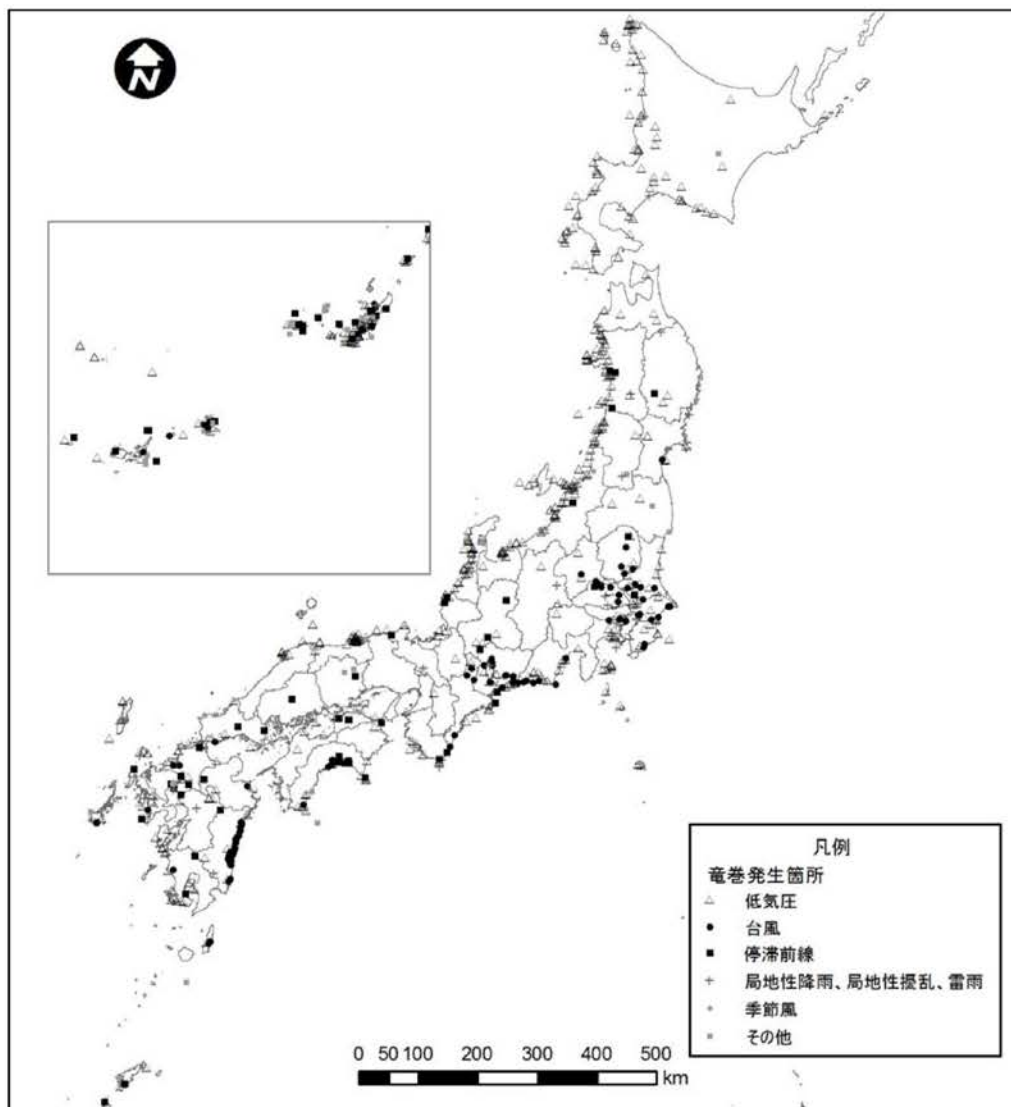 N
凡例
竜巻発生箇所
低気圧
台風
停滞前線
局地性降雨、局地性擾乱、雷雨
季節風
その他
0 50 100 200 300 400 500
km